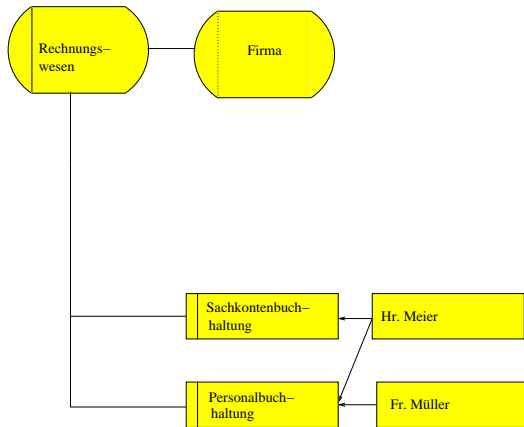 Rechnungs–
wesen
Firma
Sachkontenbuch–
haltung
Hr. Meier
Personalbuch–
haltung
Fr. Müller